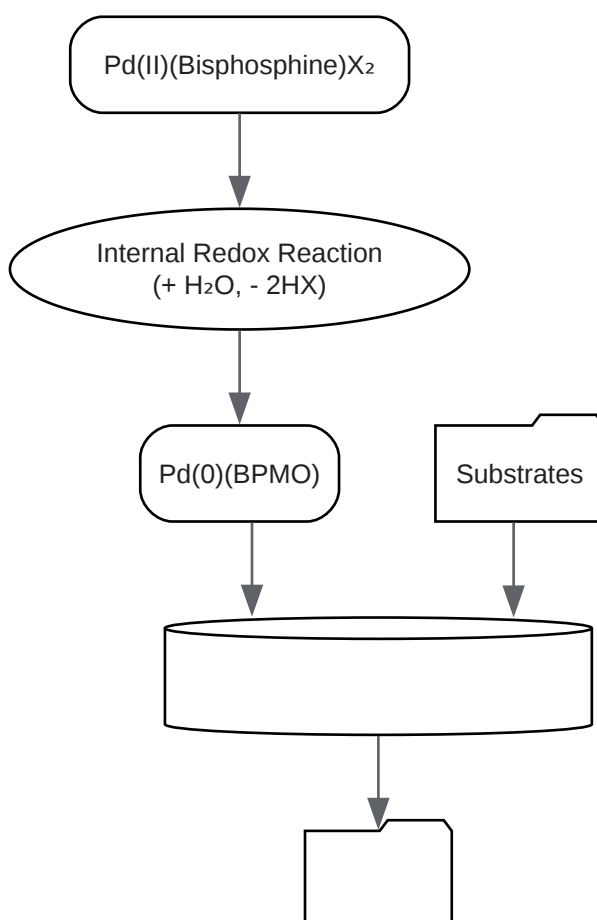 Pd(II)(Bisphosphine)X₂
Internal Redox Reaction
(+ H₂O, - 2HX)
Pd(0)(BPMO)
Substrates